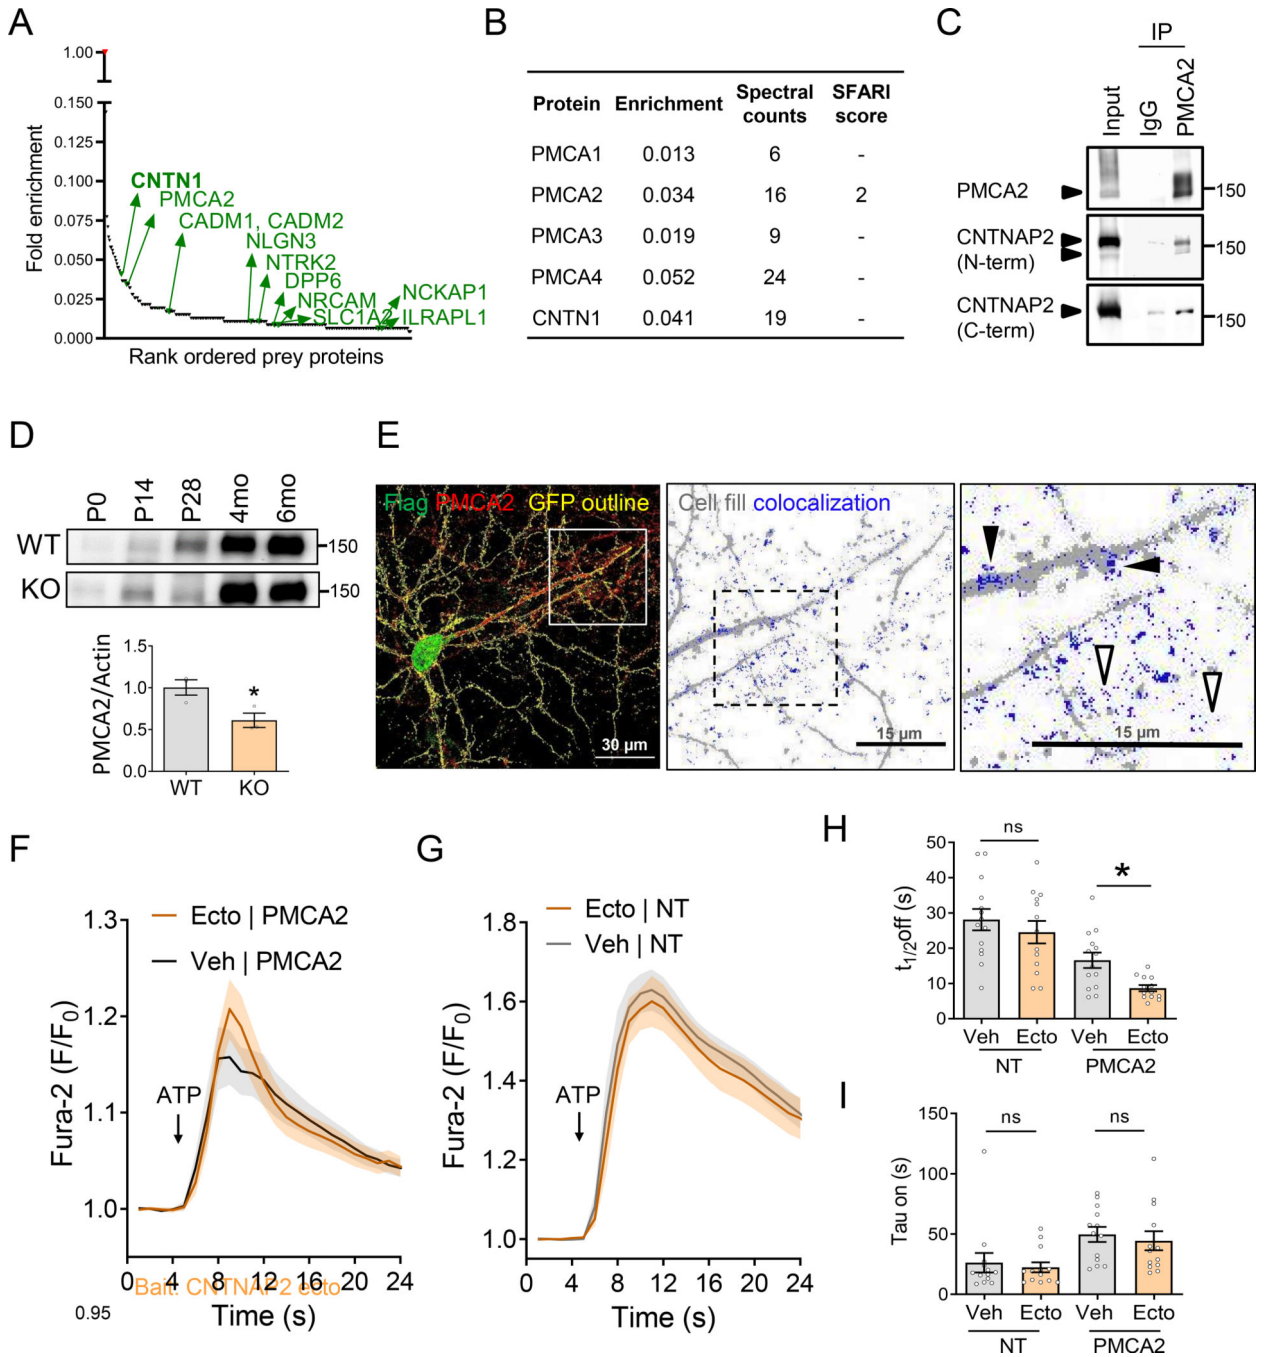 A
1.00
0.150
0.125
0.100
0.075
0.050
0.025
0.000
Fold enrichment
CNTN1
PMCA2
CADM1, CADM2
NLGN3
NTRK2
DPP6
NRCAM
SLC1A2
NCKAP1
ILRAPL1
Rank ordered prey proteins
B
Protein Enrichment Spectral counts SFARI score
PMCA1 0.013 6 -
PMCA2 0.034 16 2
PMCA3 0.019 9 -
PMCA4 0.052 24 -
CNTN1 0.041 19 -
C
IP
Input IgG PMCA2
PMCA2 150
CNTNAP2 150
(N-term)
CNTNAP2 150
(C-term)
D
P0 P14 P28 4mo 6mo
WT 150
KO 150
PMCA2/Actin
1.5
1.0
0.5
0.0
*
WT KO
E
Flag PMCA2 GFP outline
30 µm
Cell fill colocalization
15 µm
15 µm
F
Ecto | PMCA2
Veh | PMCA2
1.3
1.2
1.1
1.0
Fura-2 (F/F0)
ATP
0 4 8 12 16 20 24
Bait: CNTNAP2 ecto
0.95
Time (s)
G
Ecto | NT
Veh | NT
1.8
1.6
1.4
1.2
1.0
Fura-2 (F/F0)
ATP
0 4 8 12 16 20 24
Time (s)
H
50
40
30
20
10
0
t1/2off (s)
ns
*
Veh Ecto Veh Ecto
NT PMCA2
I
150
100
50
0
Tau on (s)
ns
ns
Veh Ecto Veh Ecto
NT PMCA2